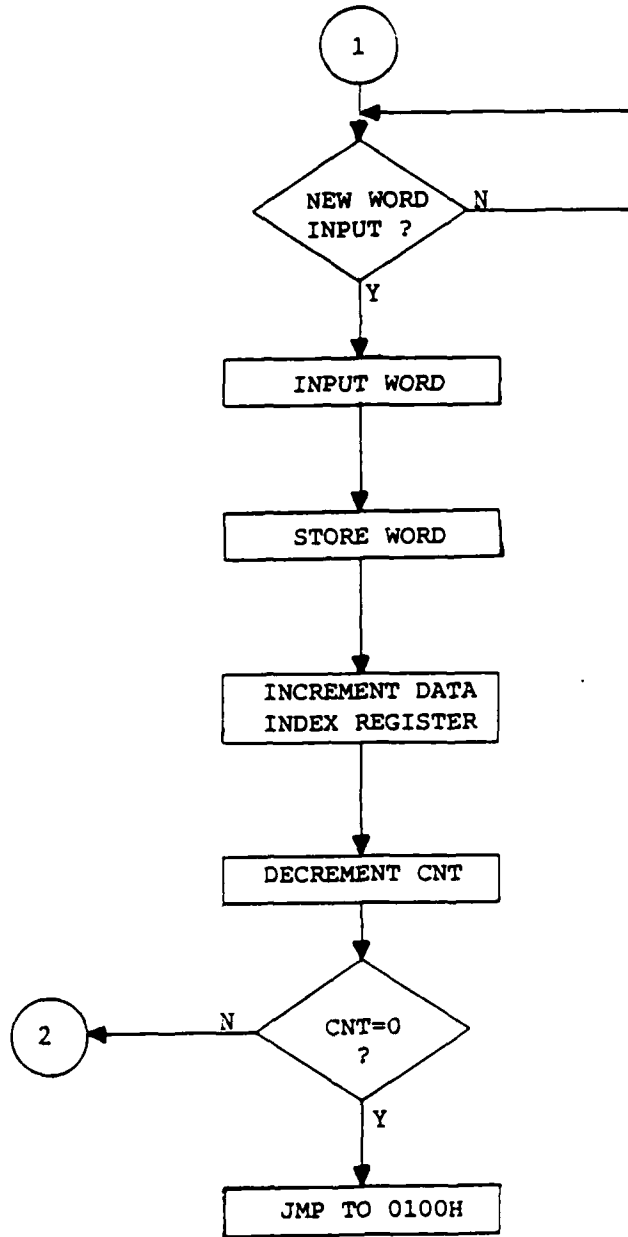 1
NEW WORD
INPUT ?
N
Y
INPUT WORD
STORE WORD
INCREMENT DATA
INDEX REGISTER
DECREMENT CNT
2
N
CNT=0
?
Y
JMP TO 0100H